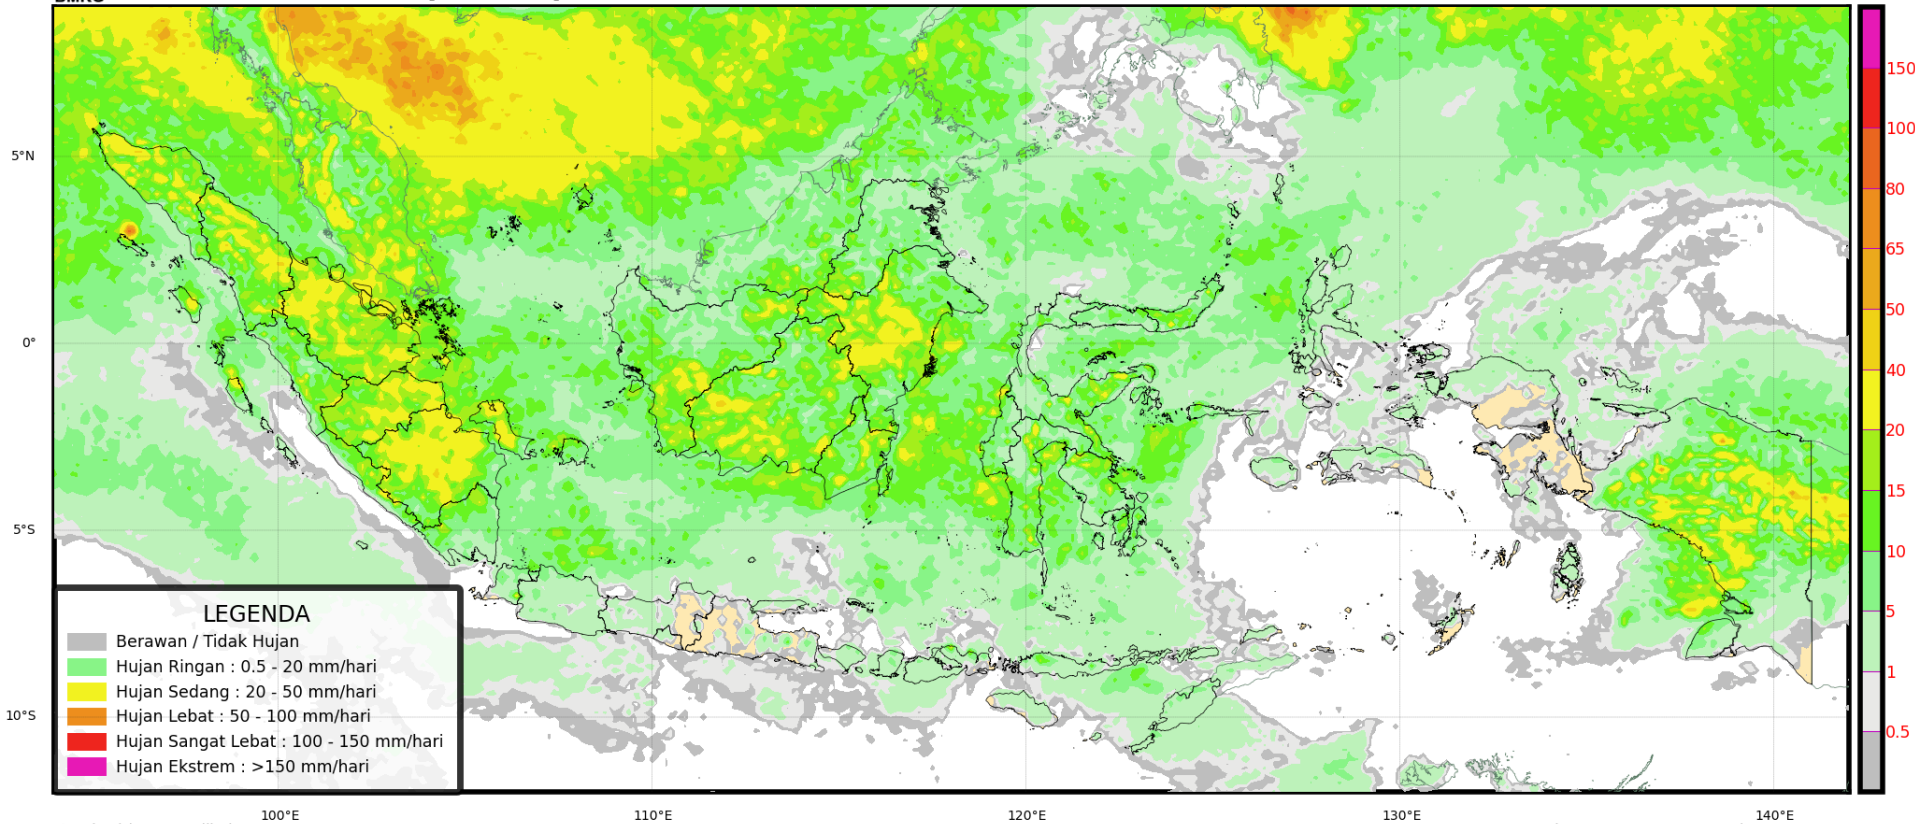 BMKG
5°N
0°
5°S
10°S
LEGENDA
Berawan / Tidak Hujan
Hujan Ringan : 0.5 - 20 mm/hari
Hujan Sedang : 20 - 50 mm/hari
Hujan Lebat : 50 - 100 mm/hari
Hujan Sangat Lebat : 100 - 150 mm/hari
Hujan Ekstrem : >150 mm/hari
100°E
110°E
120°E
130°E
140°E
150
100
80
65
50
40
20
15
10
5
1
0.5